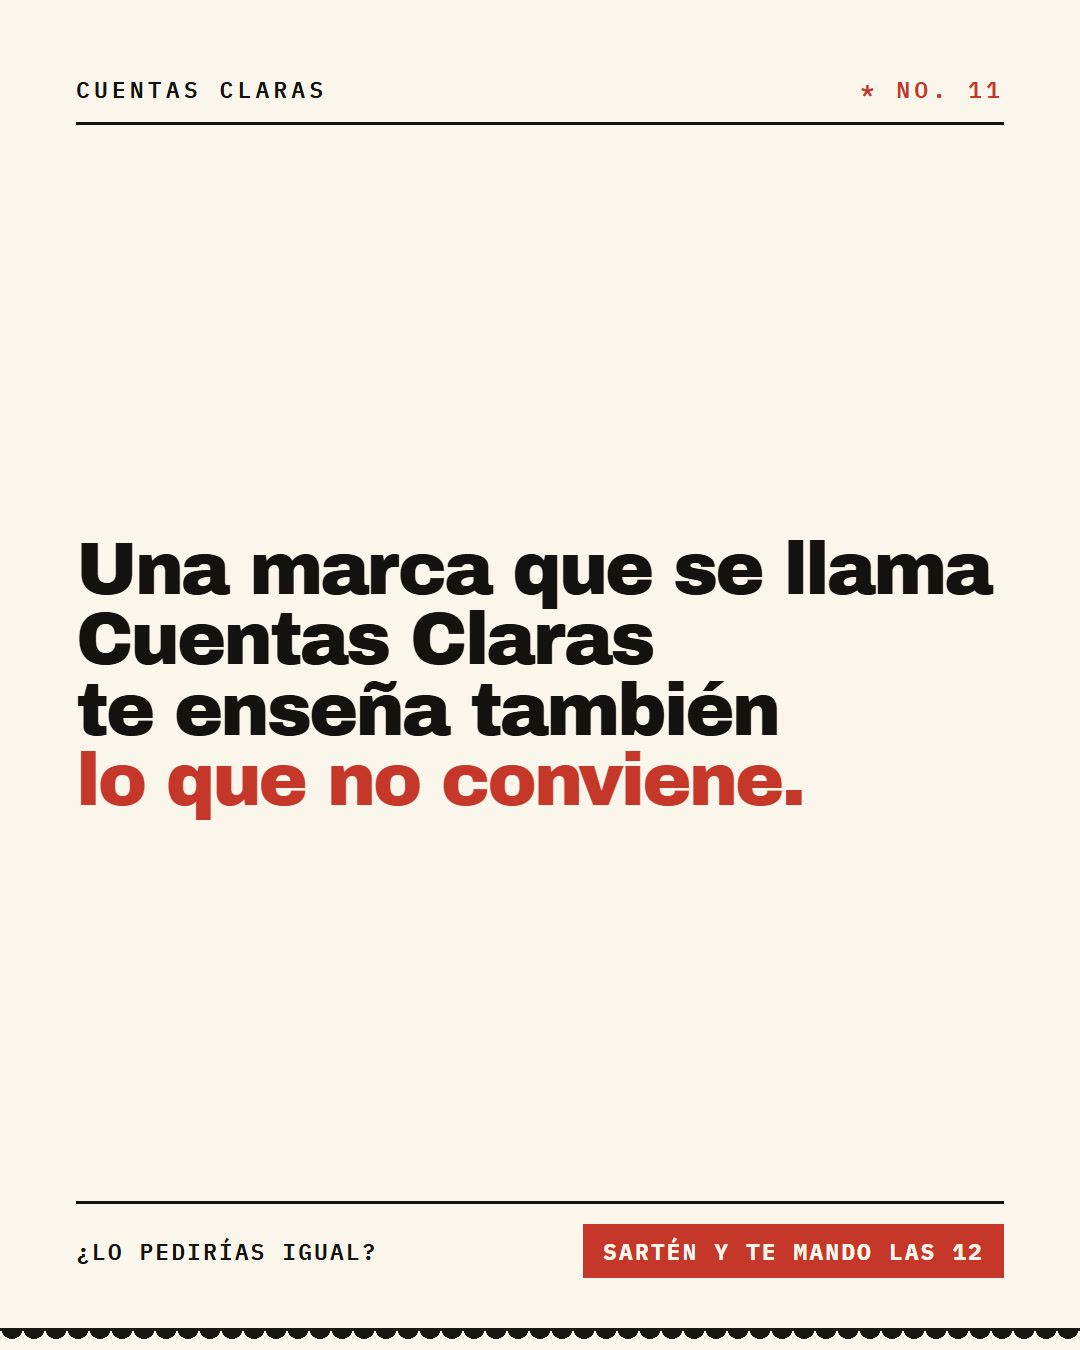 CUENTAS CLARAS
* NO. 11
Una marca que se llama
Cuentas Claras
te enseña también
lo que no conviene.
¿LO PEDIRÍAS IGUAL?
SARTÉN Y TE MANDO LAS 12